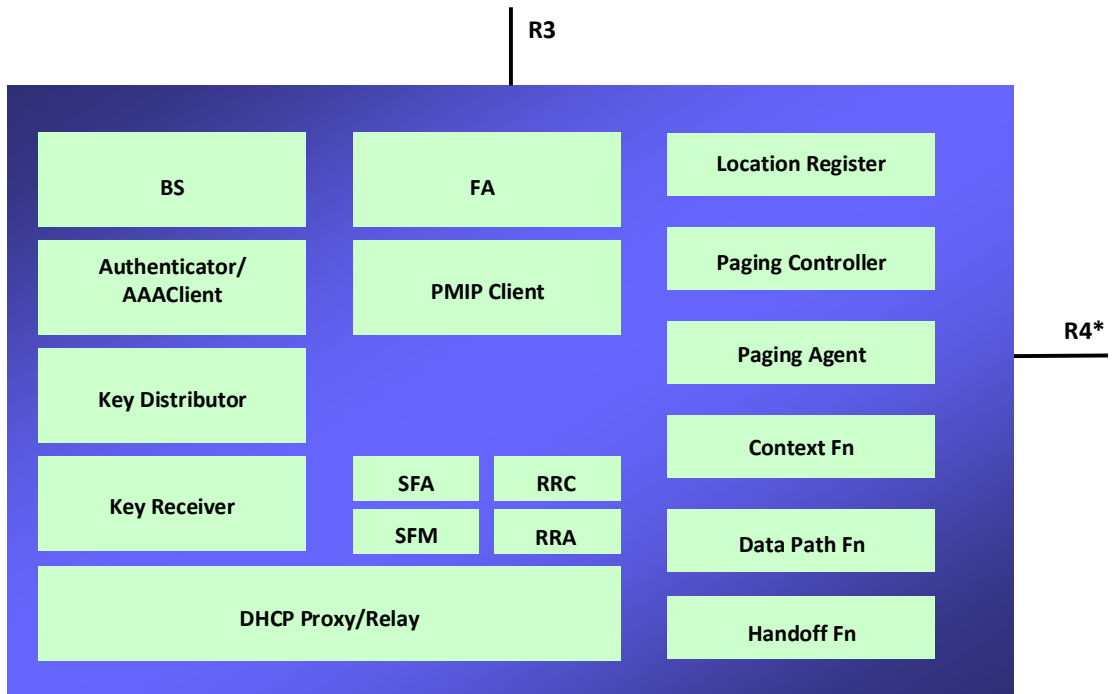 R3
BS
FA
Location Register
Authenticator/
AAAClient
PMIP Client
Paging Controller
R4*
Paging Agent
Key Distributor
Context Fn
Key Receiver
SFA
RRC
SFM
RRA
Data Path Fn
DHCP Proxy/Relay
Handoff Fn